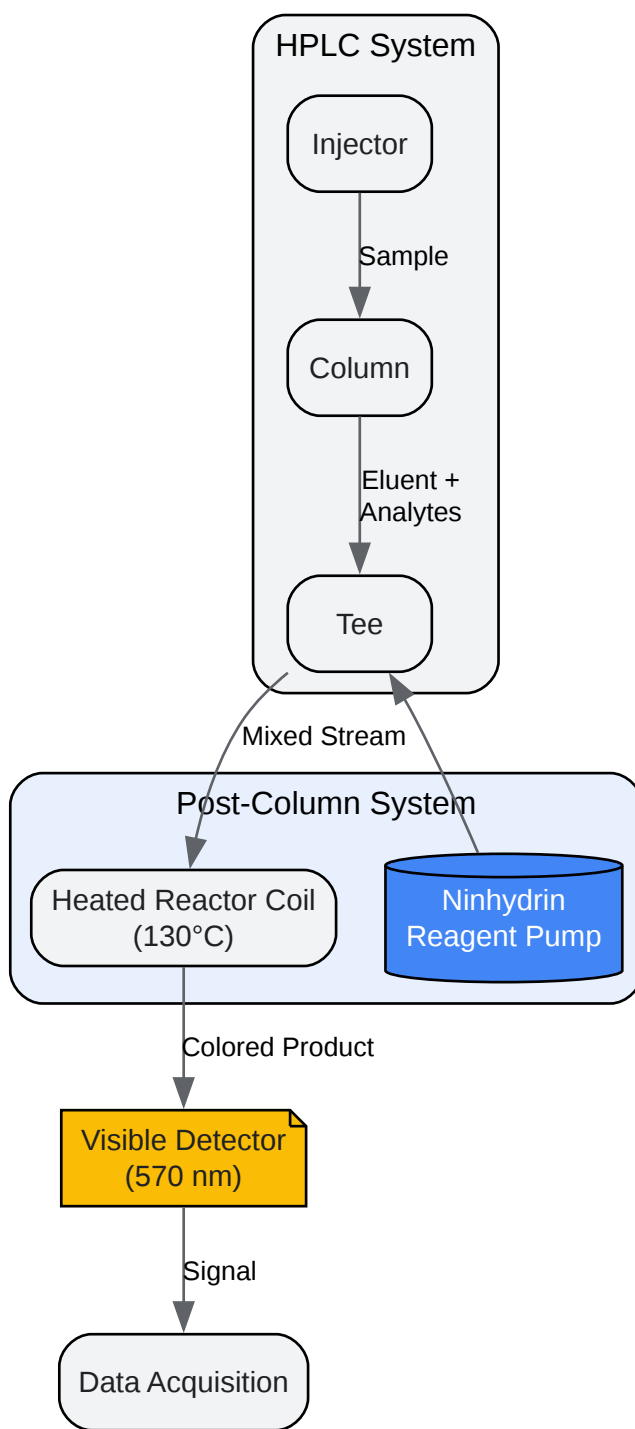 HPLC System
Injector
Sample
Column
Eluent +
Analytes
Tee
Mixed Stream
Post-Column System
Heated Reactor Coil
(130°C)
Ninhydrin
Reagent Pump
Colored Product
Visible Detector
(570 nm)
Signal
Data Acquisition